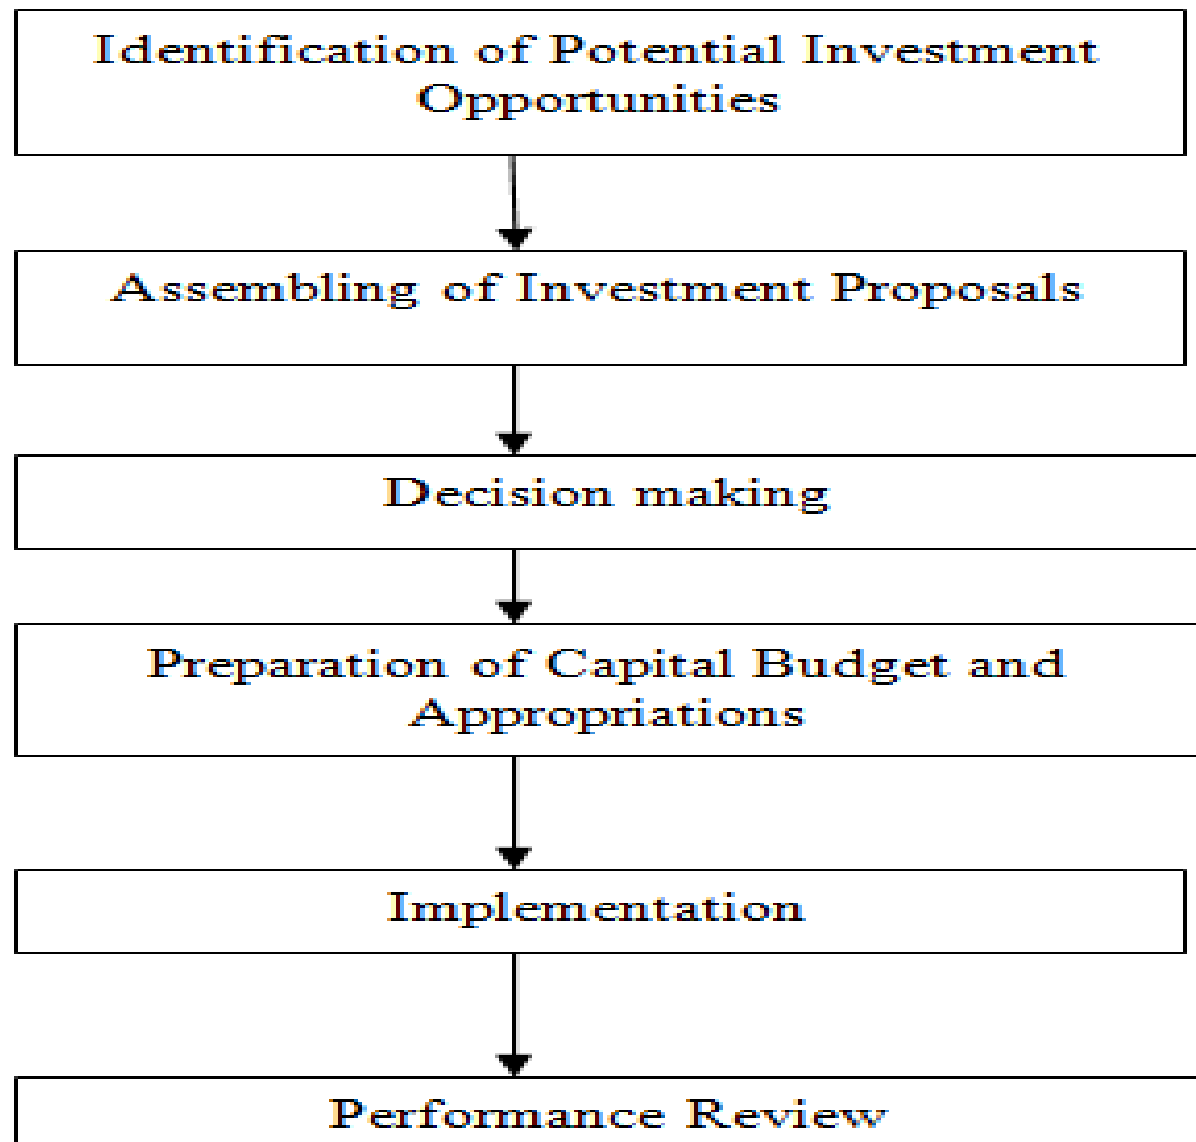 Identification of Potential Investment
Opportunities
Assembling of Investment Proposals
Decision making
Preparation of Capital Budget and
Appropriations
Implementation
Performance Review